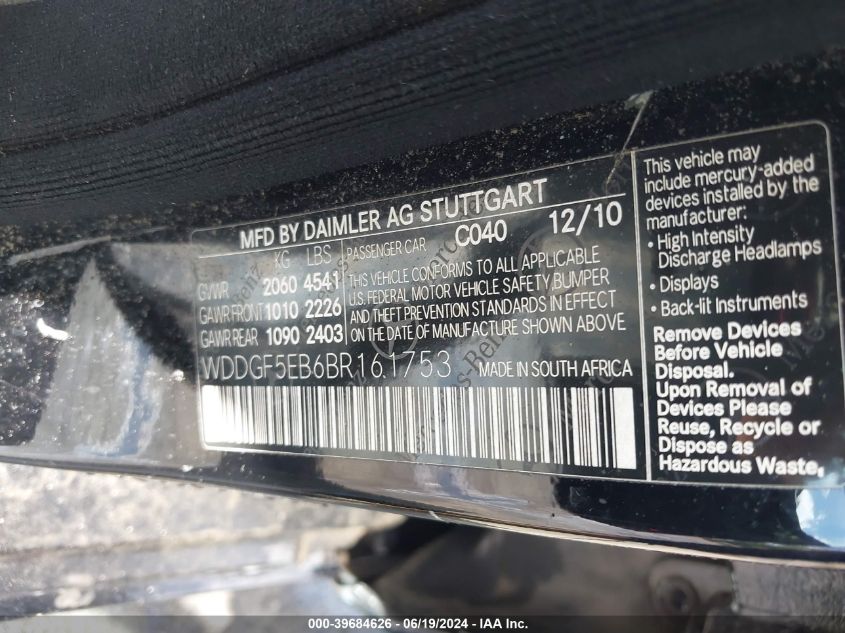 MFD BY DAIMLER AG STUTTGART
KG LBS
GVWR 2060 4541
GAWR FRONT 1010 2226
GAWR REAR 1090 2403
PASSENGER CAR C040 12/10
THIS VEHICLE CONFORMS TO ALL APPLICABLE
U.S. FEDERAL MOTOR VEHICLE SAFETY, BUMPER
AND THEFT PREVENTION STANDARDS IN EFFECT
ON THE DATE OF MANUFACTURE SHOWN ABOVE
WDDGF5EB6BR161753 MADE IN SOUTH AFRICA
This vehicle may
include mercury-added
devices installed by the
manufacturer:
• High Intensity
Discharge Headlamps
• Displays
• Back-lit Instruments
Remove Devices
Before Vehicle
Disposal.
Upon Removal of
Devices Please
Reuse, Recycle or
Dispose as
Hazardous Waste.
000-39684626 - 06/19/2024 - IAA Inc.